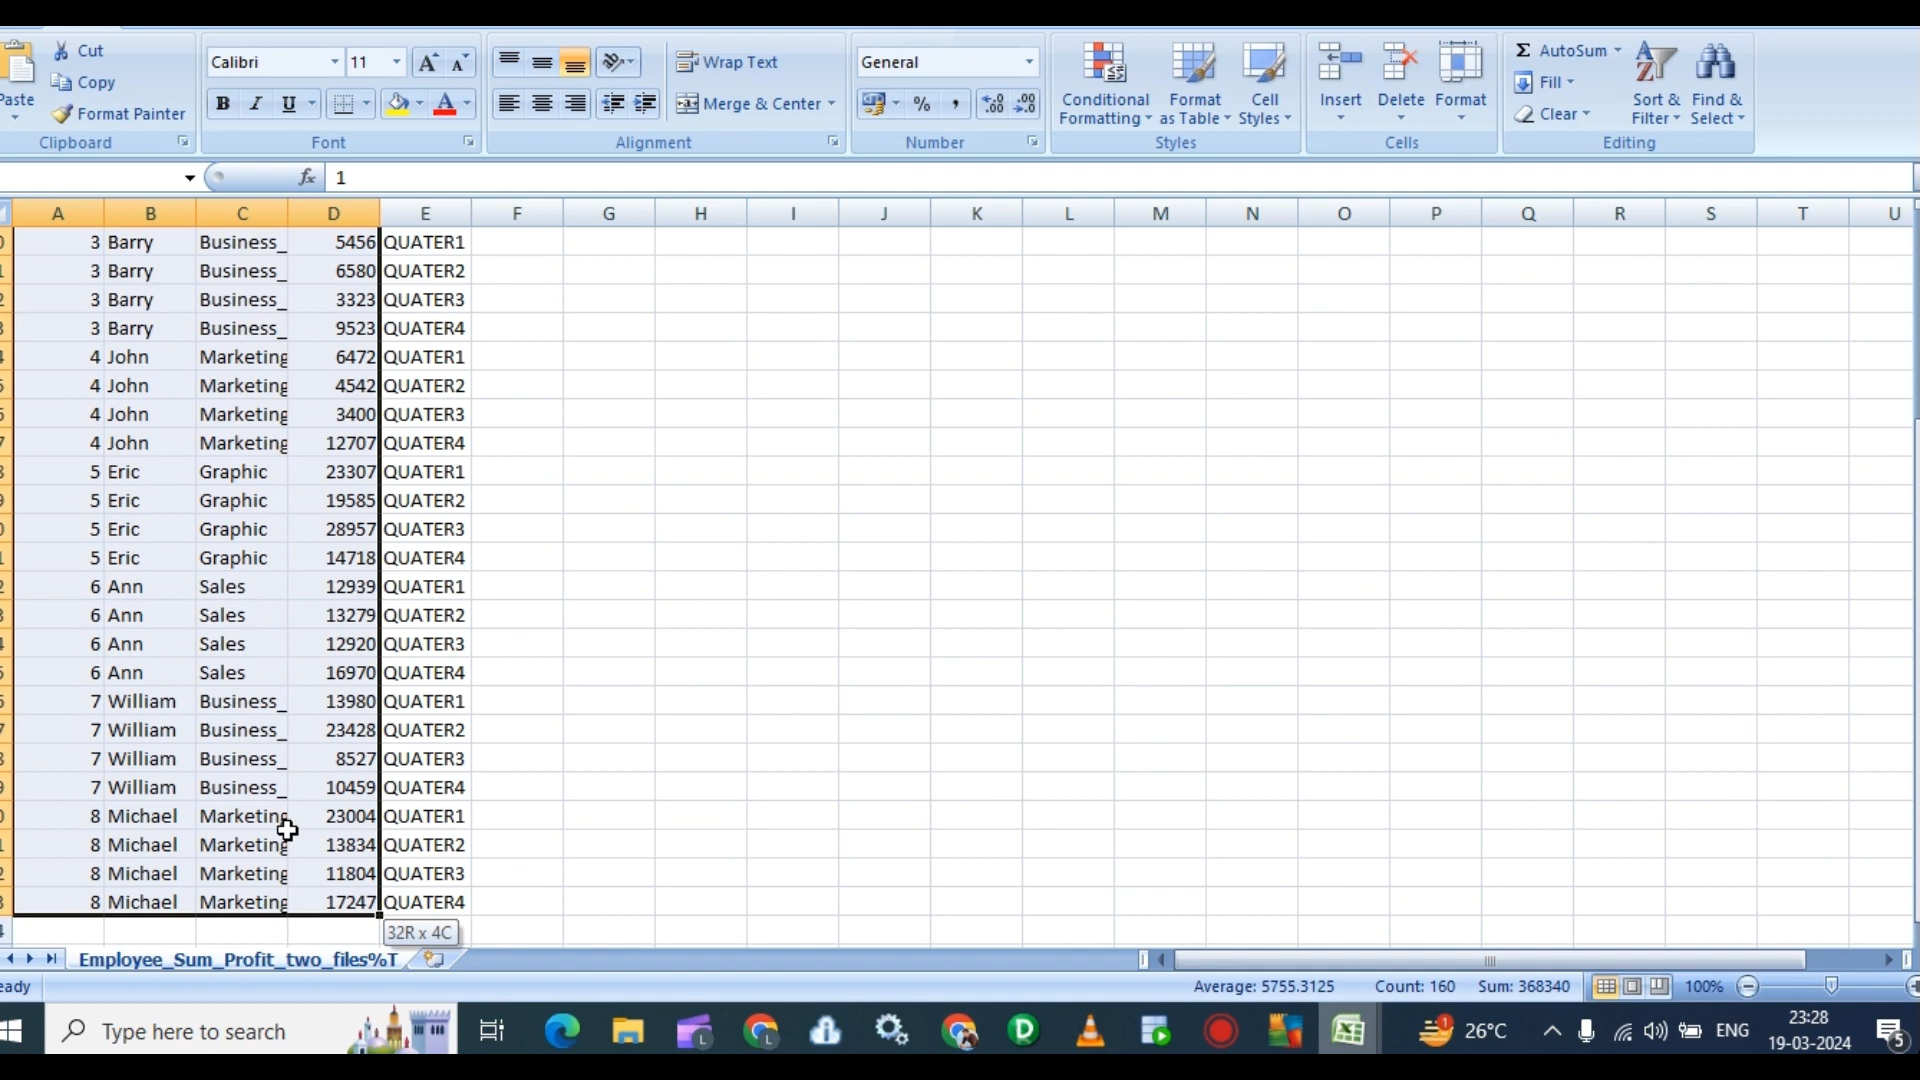 Cut
Copy
Format Painter
Paste
Clipboard
Calibri 11 A A
B I U A
Font
Wrap Text
Merge & Center
Alignment
General
% , .0 .00 .00 .0
Number
Conditional Formatting
Format as Table
Cell Styles
Styles
Insert Delete Format
Cells
Σ AutoSum
Fill
Clear
Sort & Filter
Find & Select
Editing
fx 1
A B C D E F G H I J K L M N O P Q R S T U
3 Barry Business_ 5456 QUATER1
3 Barry Business_ 6580 QUATER2
3 Barry Business_ 3323 QUATER3
3 Barry Business_ 9523 QUATER4
4 John Marketing 6472 QUATER1
4 John Marketing 4542 QUATER2
4 John Marketing 3400 QUATER3
4 John Marketing 12707 QUATER4
5 Eric Graphic 23307 QUATER1
5 Eric Graphic 19585 QUATER2
5 Eric Graphic 28957 QUATER3
5 Eric Graphic 14718 QUATER4
6 Ann Sales 12939 QUATER1
6 Ann Sales 13279 QUATER2
6 Ann Sales 12920 QUATER3
6 Ann Sales 16970 QUATER4
7 William Business_ 13980 QUATER1
7 William Business_ 23428 QUATER2
7 William Business_ 8527 QUATER3
7 William Business_ 10459 QUATER4
8 Michael Marketing 23004 QUATER1
8 Michael Marketing 13834 QUATER2
8 Michael Marketing 11804 QUATER3
8 Michael Marketing 17247 QUATER4
32R x 4C
Employee_Sum_Profit_two_files%T
eady Average: 5755.3125 Count: 160 Sum: 368340 100%
Type here to search
26°C ENG
23:28
19-03-2024
5